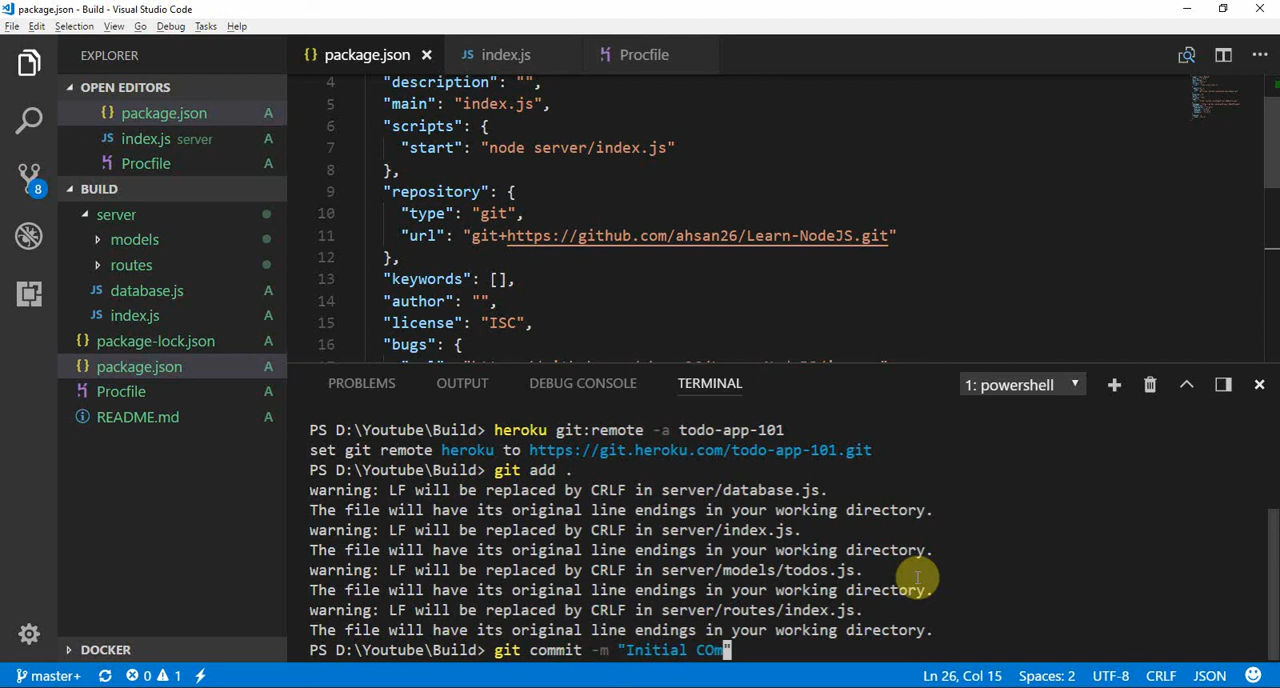 package.json - Build - Visual Studio Code
File Edit Selection View Go Debug Tasks Help
EXPLORER
OPEN EDITORS
{} package.json A
JS index.js server A
Procfile A
BUILD
server
models
routes
JS database.js A
JS index.js A
{} package-lock.json A
{} package.json A
Procfile A
README.md A
DOCKER
8
{} package.json
JS index.js
Procfile
4 "description": "",
5 "main": "index.js",
6 "scripts": {
7 "start": "node server/index.js"
8 },
9 "repository": {
10 "type": "git",
11 "url": "git+https://github.com/ahsan26/Learn-NodeJS.git"
12 },
13 "keywords": [],
14 "author": "",
15 "license": "ISC",
16 "bugs": {
PROBLEMS OUTPUT DEBUG CONSOLE TERMINAL 1: powershell
PS D:\Youtube\Build> heroku git:remote -a todo-app-101
set git remote heroku to https://git.heroku.com/todo-app-101.git
PS D:\Youtube\Build> git add .
warning: LF will be replaced by CRLF in server/database.js.
The file will have its original line endings in your working directory.
warning: LF will be replaced by CRLF in server/index.js.
The file will have its original line endings in your working directory.
warning: LF will be replaced by CRLF in server/models/todos.js.
The file will have its original line endings in your working directory.
warning: LF will be replaced by CRLF in server/routes/index.js.
The file will have its original line endings in your working directory.
PS D:\Youtube\Build> git commit -m "Initial COm"
master+ 0 1 Ln 26, Col 15 Spaces: 2 UTF-8 CRLF JSON